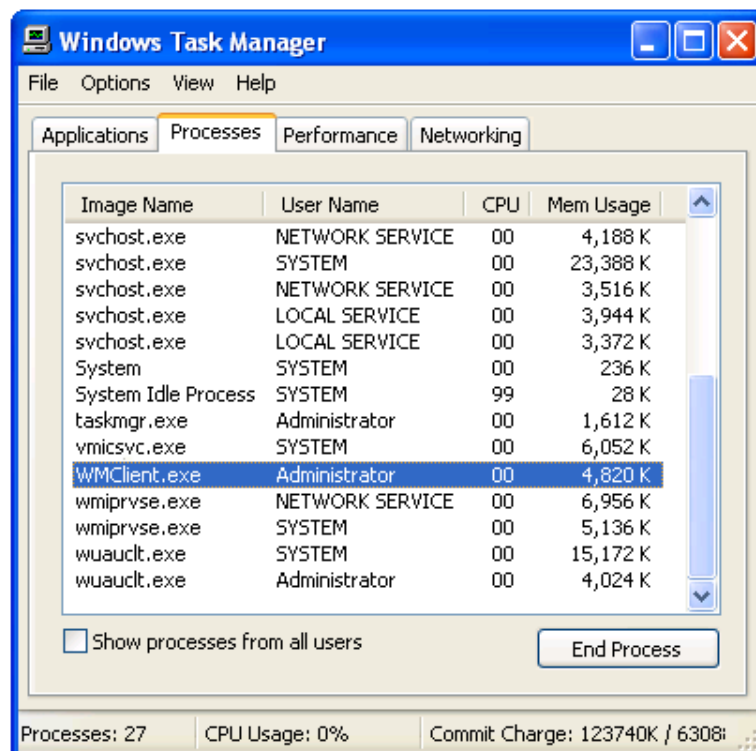 Windows Task Manager
File Options View Help
Applications Processes Performance Networking
Image Name User Name CPU Mem Usage
svchost.exe NETWORK SERVICE 00 4,188 K
svchost.exe SYSTEM 00 23,388 K
svchost.exe NETWORK SERVICE 00 3,516 K
svchost.exe LOCAL SERVICE 00 3,944 K
svchost.exe LOCAL SERVICE 00 3,372 K
System SYSTEM 00 236 K
System Idle Process SYSTEM 99 28 K
taskmgr.exe Administrator 00 1,612 K
vmicsvc.exe SYSTEM 00 6,052 K
WMClient.exe Administrator 00 4,820 K
wmiprvse.exe NETWORK SERVICE 00 6,956 K
wmiprvse.exe SYSTEM 00 5,136 K
wuauclt.exe SYSTEM 00 15,172 K
wuauclt.exe Administrator 00 4,024 K
Show processes from all users End Process
Processes: 27 CPU Usage: 0% Commit Charge: 123740K /